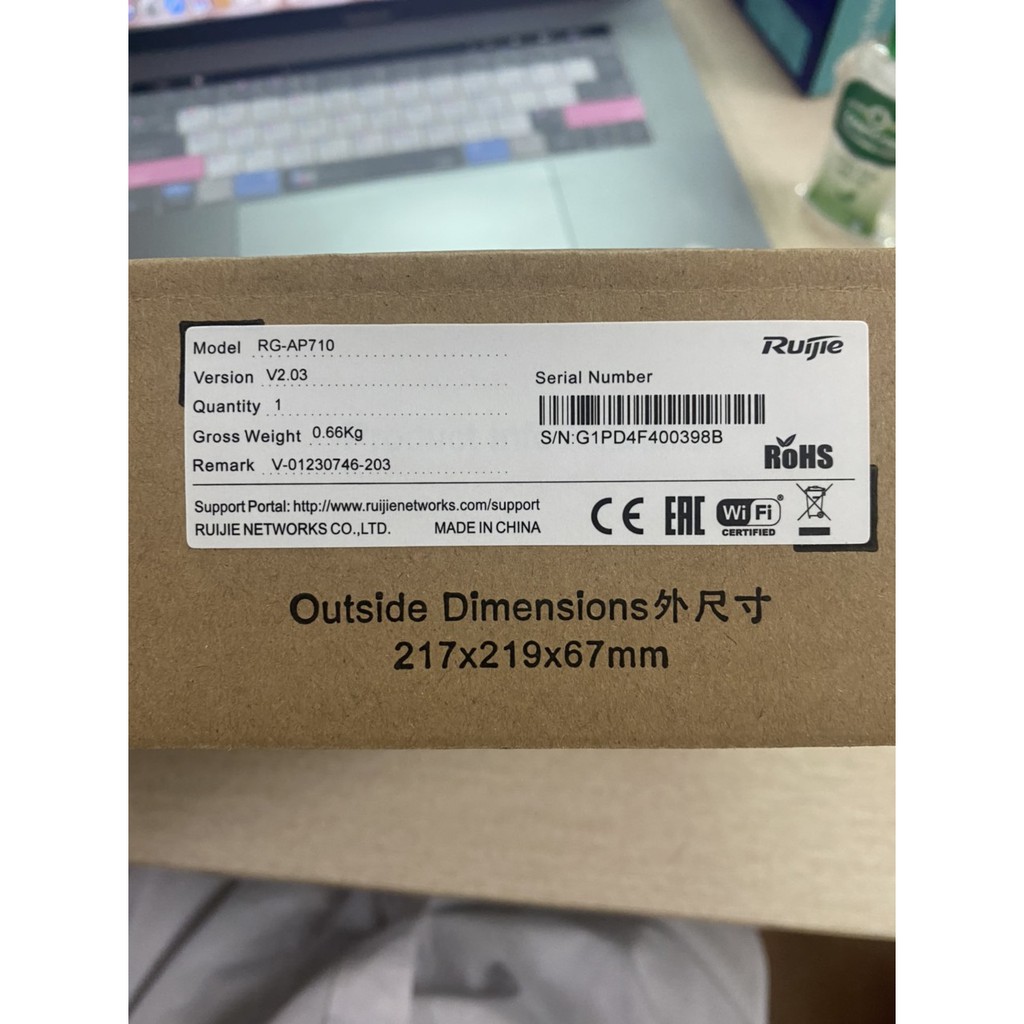 Model RG-AP710
Version V2.03
Quantity 1
Gross Weight 0.66Kg
Remark V-01230746-203
Ruijie
Serial Number
S/N:G1PD4F400398B
RoHS
Support Portal: http://www.ruijienetworks.com/support
RUIJIE NETWORKS CO.,LTD. MADE IN CHINA
CE EAC Wi Fi ®
CERTIFIED
Outside Dimensions外尺寸
217x219x67mm